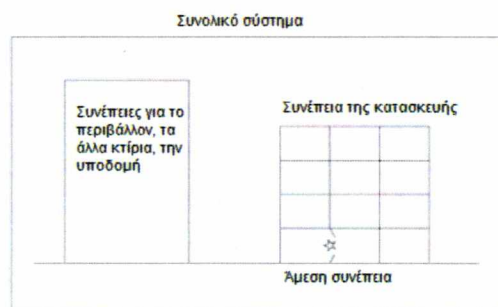 Συνολικό σύστημα
Συνέπειες για το
περιβάλλον, τα
άλλα κτίρια, την
υποδομή
Συνέπεια της κατασκευής
Άμεση συνέπεια